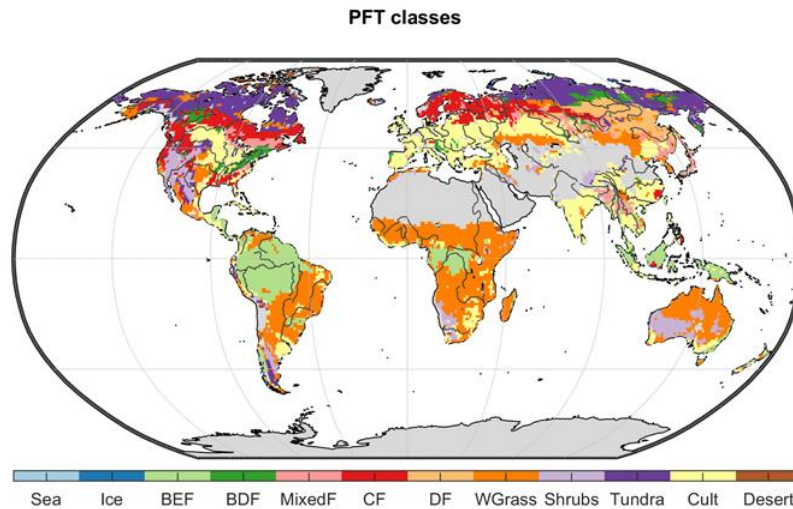 PFT classes
Sea Ice BEF BDF MixedF CF DF WGrass Shrubs Tundra Cult Desert